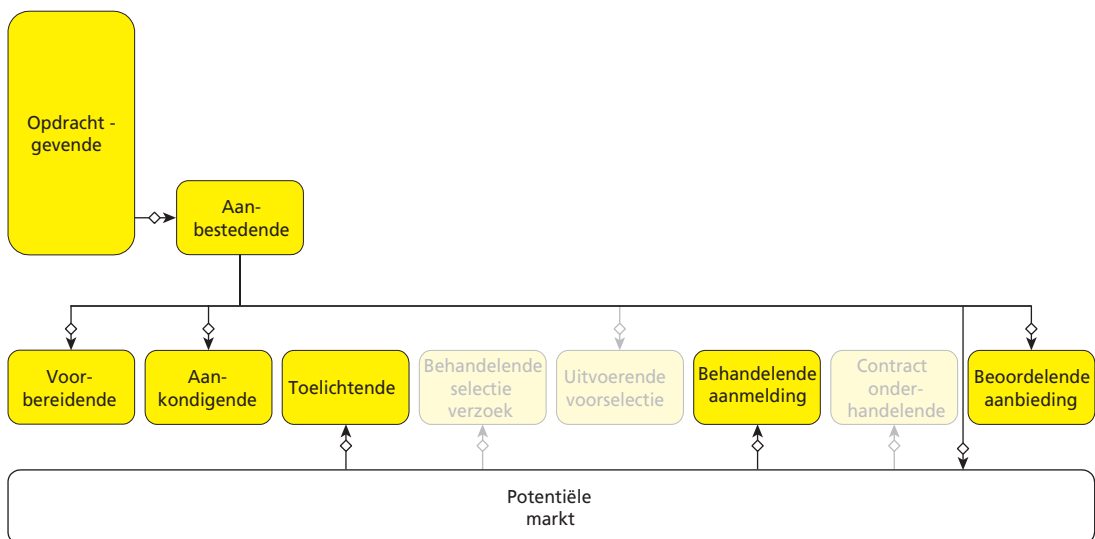 Opdracht -
gevende
Aan-
bestedende
Voor-
bereidende
Aan-
kondigende
Toelichtende
Behandelende
selectie
verzoek
Uitvoerende
voorselectie
Behandelende
aanmelding
Contract
onder-
handelende
Beoordelende
aanbieding
Potentiële
markt